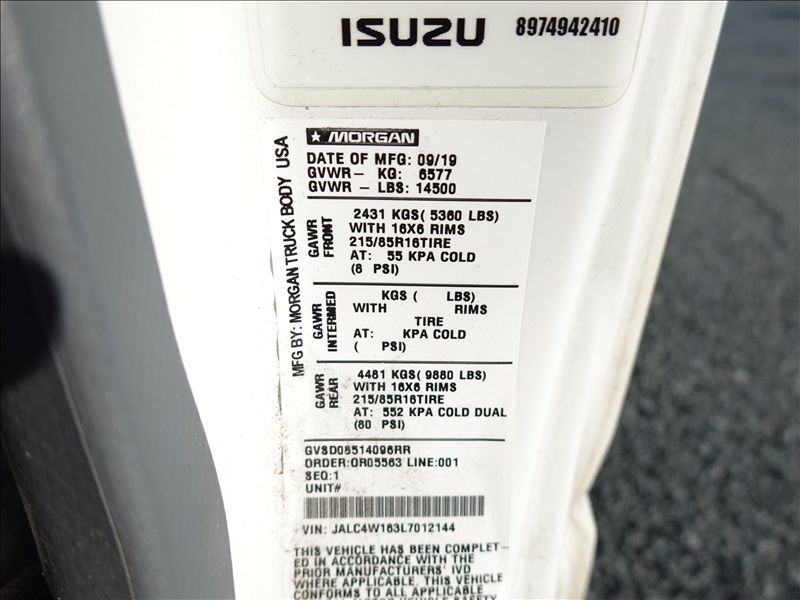 ISUZU 8974942410
★ MORGAN
MFG BY: MORGAN TRUCK BODY USA
DATE OF MFG: 09/19
GVWR- KG: 6577
GVWR - LBS: 14500
GAWR FRONT
2431 KGS( 5360 LBS)
WITH 16X6 RIMS
215/85R16TIRE
AT: 55 KPA COLD
(8 PSI)
GAWR INTERMED
KGS ( LBS)
WITH RIMS
TIRE
AT: KPA COLD
( PSI)
GAWR REAR
4481 KGS( 9880 LBS)
WITH 16X6 RIMS
215/85R16TIRE
AT: 552 KPA COLD DUAL
(80 PSI)
GVSD06514096RR
ORDER:OR05563 LINE:001
SEQ:1
UNIT#
VIN: JALC4W163L7012144
THIS VEHICLE HAS BEEN COMPLET-
ED IN ACCORDANCE WITH THE
PRIOR MANUFACTURERS' IVD
WHERE APPLICABLE. THIS VEHICLE
CONFORMS TO ALL APPLICABLE